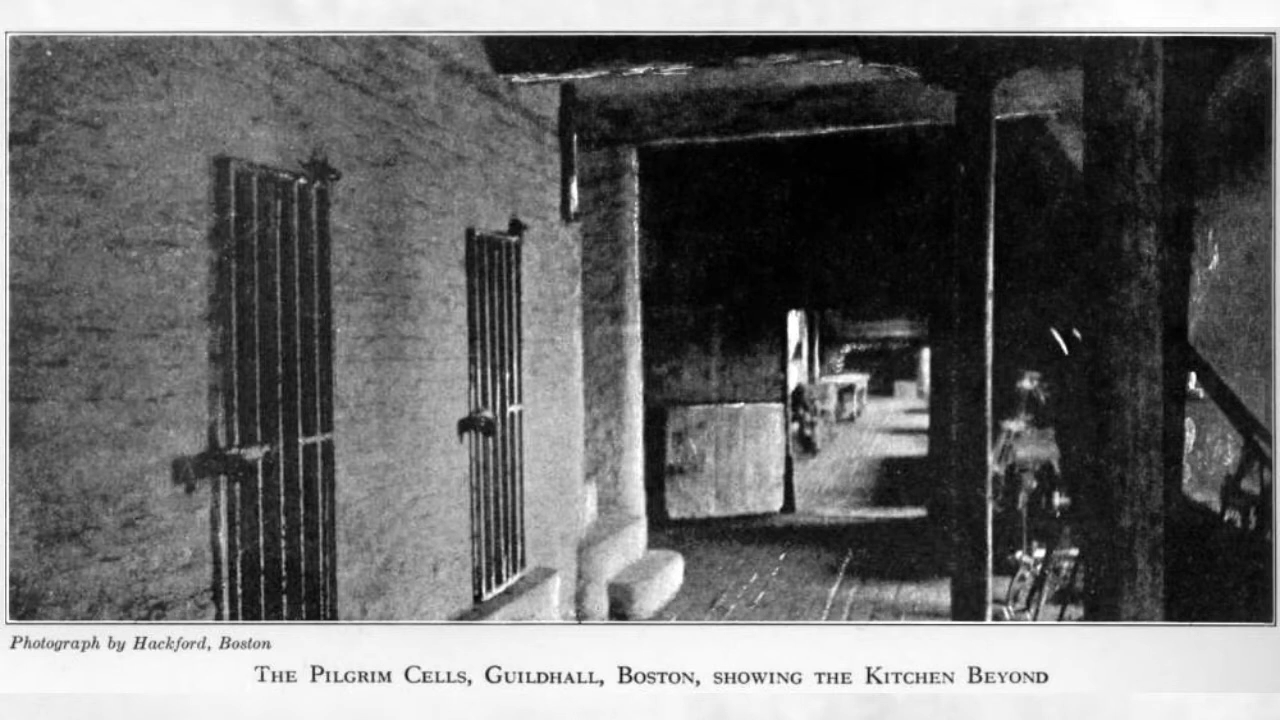 Photograph by Hackford, Boston
The Pilgrim Cells, Guildhall, Boston, showing the Kitchen Beyond